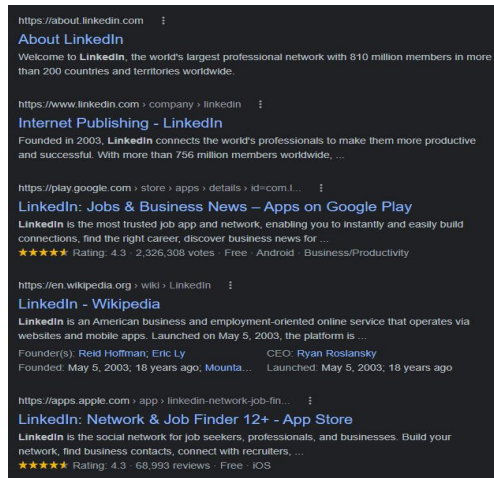 https://about.linkedin.com
About LinkedIn
Welcome to LinkedIn, the world's largest professional network with 810 million members in more
than 200 countries and territories worldwide.
https://www.linkedin.com › company › linkedin
Internet Publishing - LinkedIn
Founded in 2003, LinkedIn connects the world's professionals to make them more productive
and successful. With more than 756 million members worldwide, ...
https://play.google.com › store › apps › details › id=com.l...
LinkedIn: Jobs & Business News – Apps on Google Play
LinkedIn is the most trusted job app and network, enabling you to instantly and easily build
connections, find the right career, discover business news for ...
Rating: 4.3 · 2,326,308 votes · Free · Android · Business/Productivity
https://en.wikipedia.org › wiki › LinkedIn
LinkedIn - Wikipedia
LinkedIn is an American business and employment-oriented online service that operates via
websites and mobile apps. Launched on May 5, 2003, the platform is ...
Founder(s): Reid Hoffman; Eric Ly CEO: Ryan Roslansky
Founded: May 5, 2003; 18 years ago; Mounta... Launched: May 5, 2003; 18 years ago
https://apps.apple.com › app › linkedin-network-job-fin...
LinkedIn: Network & Job Finder 12+ - App Store
LinkedIn is the social network for job seekers, professionals, and businesses. Build your
network, find business contacts, connect with recruiters, ...
Rating: 4.3 · 68,993 reviews · Free · iOS